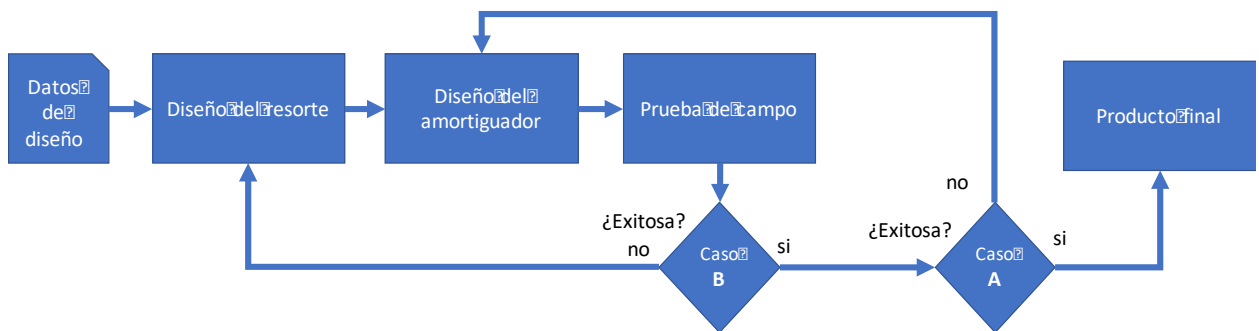 Datos
de
diseño
Diseño del resorte
Diseño del
amortiguador
Prueba de campo
Producto final
no
¿Exitosa?
no
Caso
B
si
¿Exitosa?
Caso
A
si